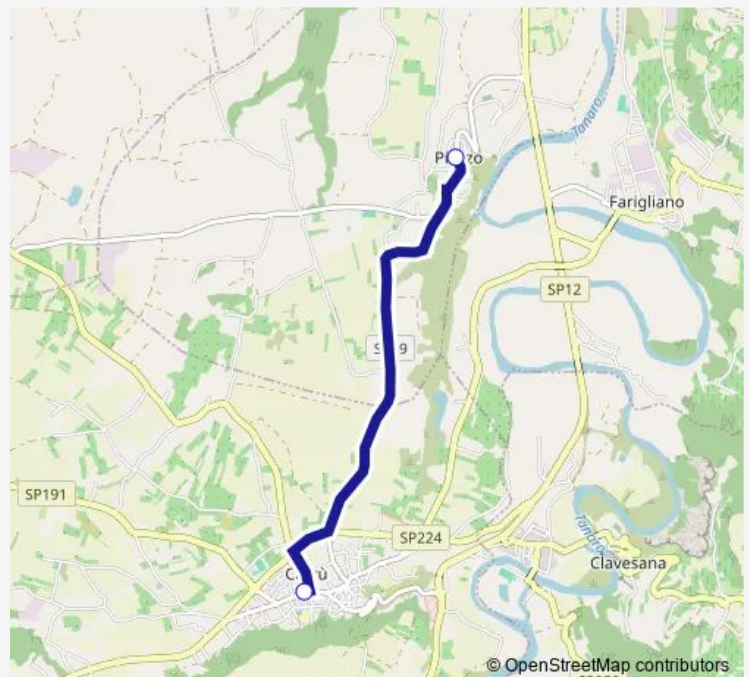 Tanaro
Farigliano
SP12
SP191
SP224
Tanaro
Clavesana
© OpenStreetMap contributors